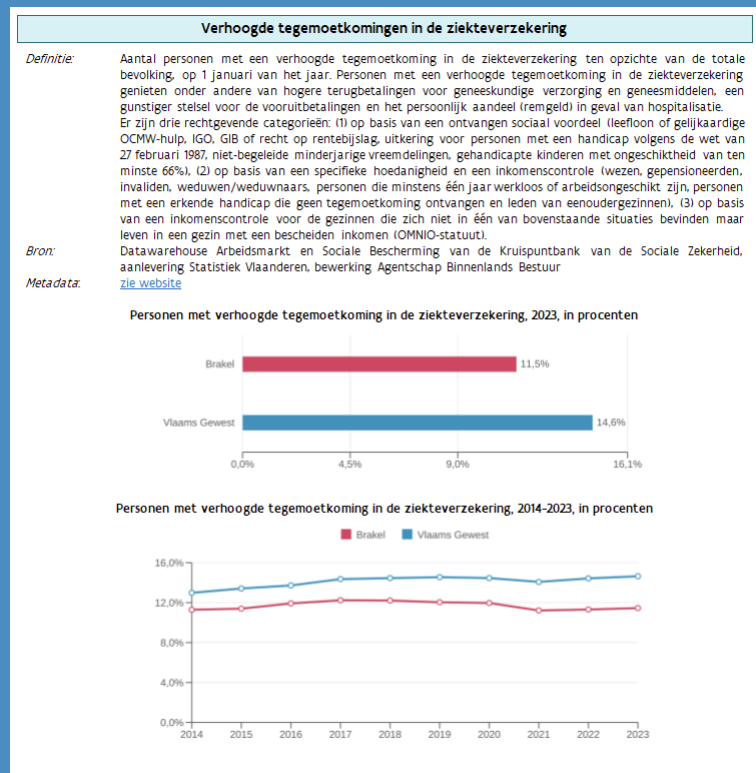 Verhoogde tegemoetkomingen in de ziekteverzekering
Definitie: Aantal personen met een verhoogde tegemoetkoming in de ziekteverzekering ten opzichte van de totale
bevolking, op 1 januari van het jaar. Personen met een verhoogde tegemoetkoming in de ziekteverzekering
genieten onder andere van hogere terugbetalingen voor geneeskundige verzorging en geneesmiddelen, een
gunstiger stelsel voor de vooruitbetalingen en het persoonlijk aandeel (remgeld) in geval van hospitalisatie.
Er zijn drie rechtgevende categorieën: (1) op basis van een ontvangen sociaal voordeel (leefloon of gelijkaardige
OCMW-hulp, IGO, GIB of recht op rentebijslag, uitkering voor personen met een handicap volgens de wet van
27 februari 1987, niet-begeleide minderjarige vreemdelingen, gehandicapte kinderen met ongeschiktheid van ten
minste 66%), (2) op basis van een specifieke hoedanigheid en een inkomenscontrole (wezen, gepensioneerden,
invaliden, weduwen/weduwnaars, personen die minstens één jaar werkloos of arbeidsongeschikt zijn, personen
met een erkende handicap die geen tegemoetkoming ontvangen en leden van eenoudergezinnen), (3) op basis
van een inkomenscontrole voor de gezinnen die zich niet in één van bovenstaande situaties bevinden maar
leven in een gezin met een bescheiden inkomen (OMNIO-statuut).
Bron: Datawarehouse Arbeidsmarkt en Sociale Bescherming van de Kruispuntbank van de Sociale Zekerheid,
aanlevering Statistiek Vlaanderen, bewerking Agentschap Binnenlands Bestuur
Metadata: zie website
Personen met verhoogde tegemoetkoming in de ziekteverzekering, 2023, in procenten
Brakel 11,5%
Vlaams Gewest 14,6%
0,0% 4,5% 9,0% 16,1%
Personen met verhoogde tegemoetkoming in de ziekteverzekering, 2014-2023, in procenten
Brakel Vlaams Gewest
16,0%
12,0%
8,0%
4,0%
0,0%
2014 2015 2016 2017 2018 2019 2020 2021 2022 2023